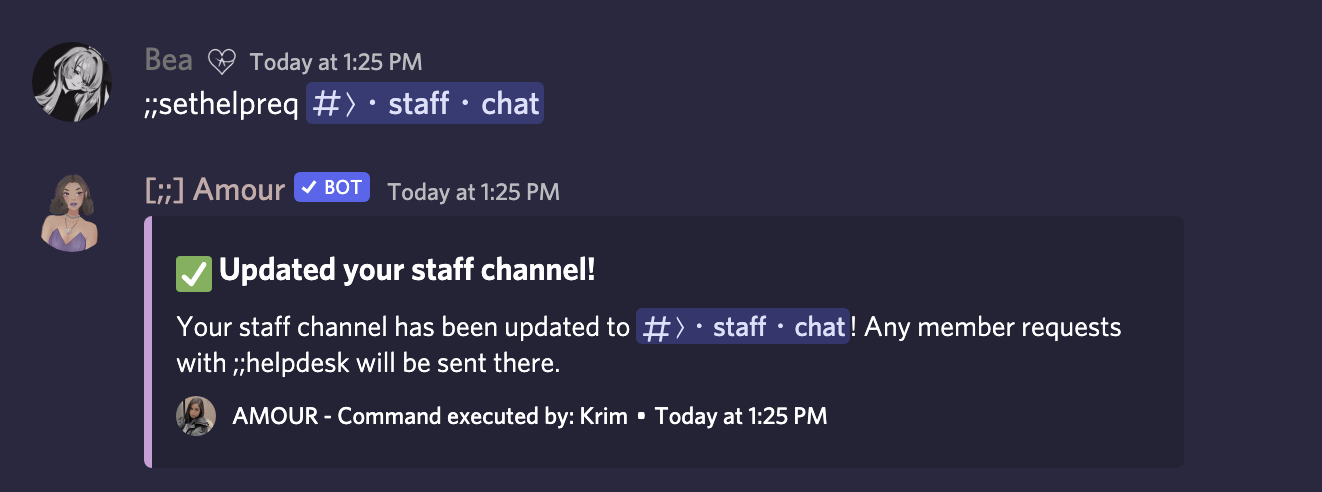 Bea Today at 1:25 PM
;;sethelpreq #〉・staff・chat
[;;] Amour ✓ BOT Today at 1:25 PM
✅ Updated your staff channel!
Your staff channel has been updated to #〉・staff・chat! Any member requests
with ;;helpdesk will be sent there.
AMOUR - Command executed by: Krim • Today at 1:25 PM